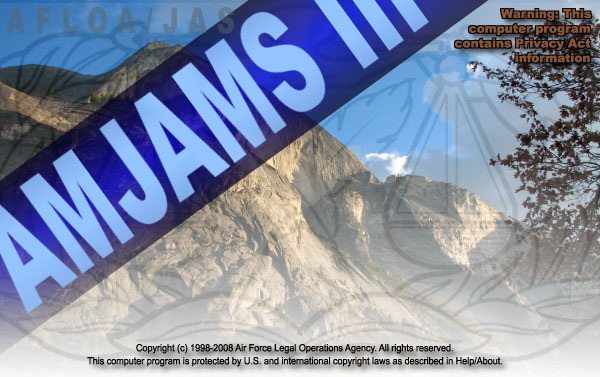 AFLOA/JAS
Warning: This
computer program
contains Privacy Act
Information
AMJAMS III
Copyright (c) 1998-2008 Air Force Legal Operations Agency. All rights reserved.
This computer program is protected by U.S. and international copyright laws as described in Help/About.